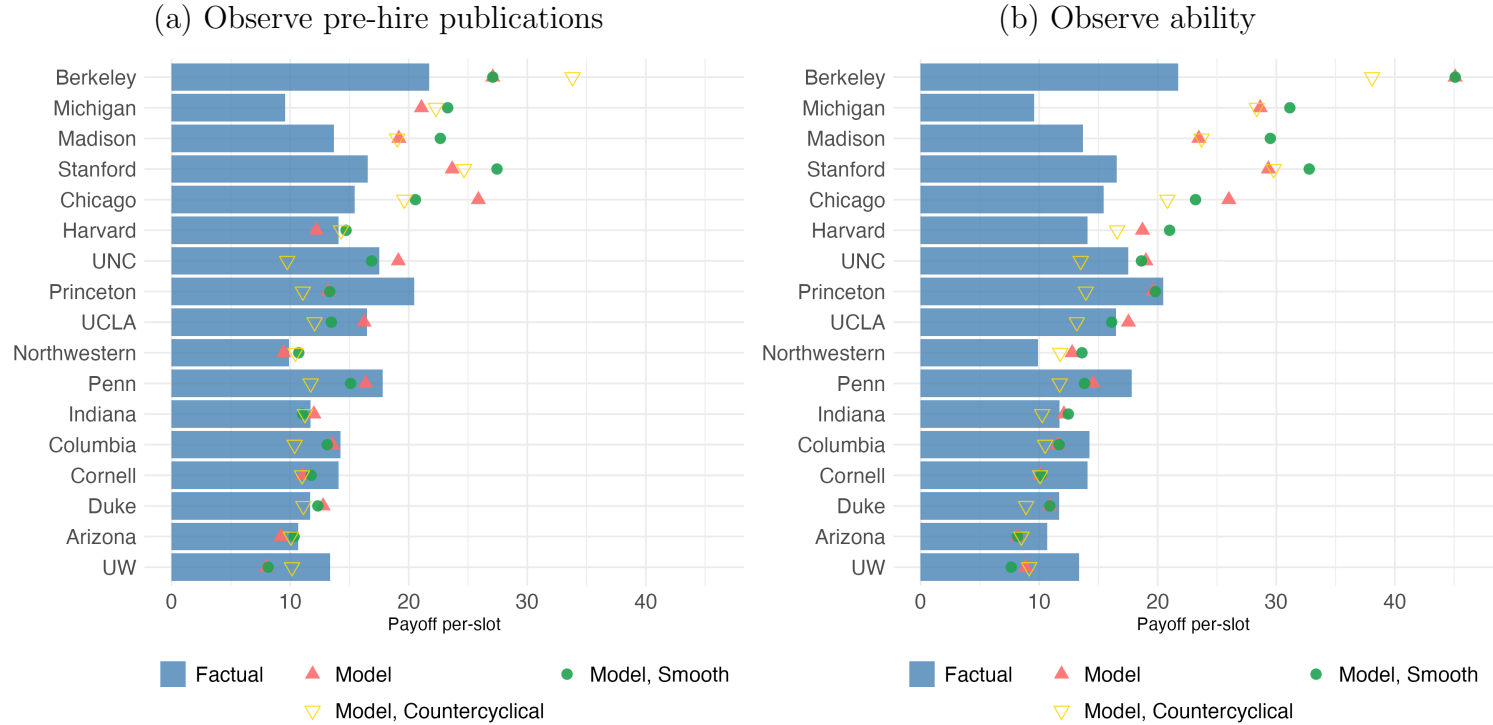 (a) Observe pre-hire publications
Berkeley
Michigan
Madison
Stanford
Chicago
Harvard
UNC
Princeton
UCLA
Northwestern
Penn
Indiana
Columbia
Cornell
Duke
Arizona
UW
0 10 20 30 40
Payoff per-slot
Factual Model Model, Smooth
Model, Countercyclical
(b) Observe ability
Berkeley
Michigan
Madison
Stanford
Chicago
Harvard
UNC
Princeton
UCLA
Northwestern
Penn
Indiana
Columbia
Cornell
Duke
Arizona
UW
0 10 20 30 40
Payoff per-slot
Factual Model Model, Smooth
Model, Countercyclical